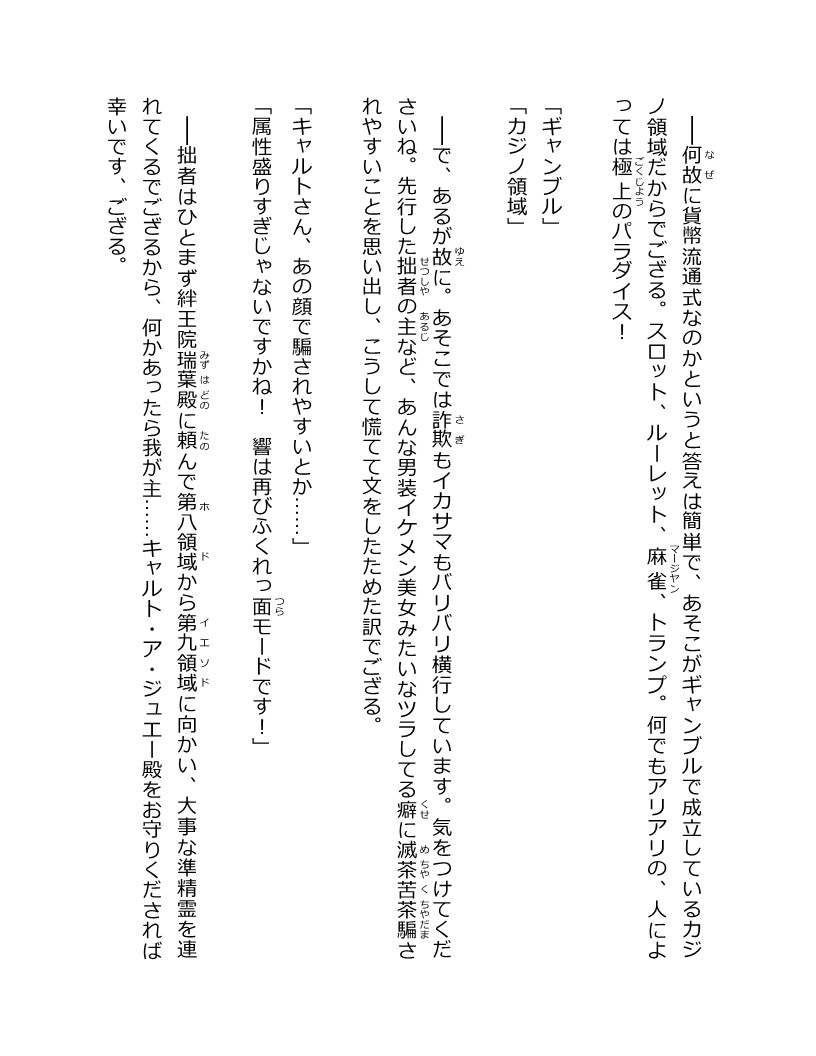 ――何故に貨幣流通式なのかというと答えは簡単で、あそこがギャンブルで成立しているカジ
ノ領域だからでござる。スロット、ルーレット、麻雀、トランプ。何でもアリアリの、人によ
っては極上のパラダイス！
「ギャンブル」
「カジノ領域」
――で、あるが故に。あそこでは詐欺もイカサマもバリバリ横行しています。気をつけてくだ
さいね。先行した拙者の主など、あんな男装イケメン美女みたいなツラしてる癖に滅茶苦茶騙さ
れやすいことを思い出し、こうして慌てて文をしたためた訳でござる。
「キャルトさん、あの顔で騙されやすいとか……」
「属性盛りすぎじゃないですかね！　響は再びふくれっ面モードです！」
――拙者はひとまず絆王院瑞葉殿に頼んで第八領域から第九領域に向かい、大事な準精霊を連
れてくるでござるから、何かあったら我が主……キャルト・ア・ジュエー殿をお守りくだされば
幸いです、ござる。